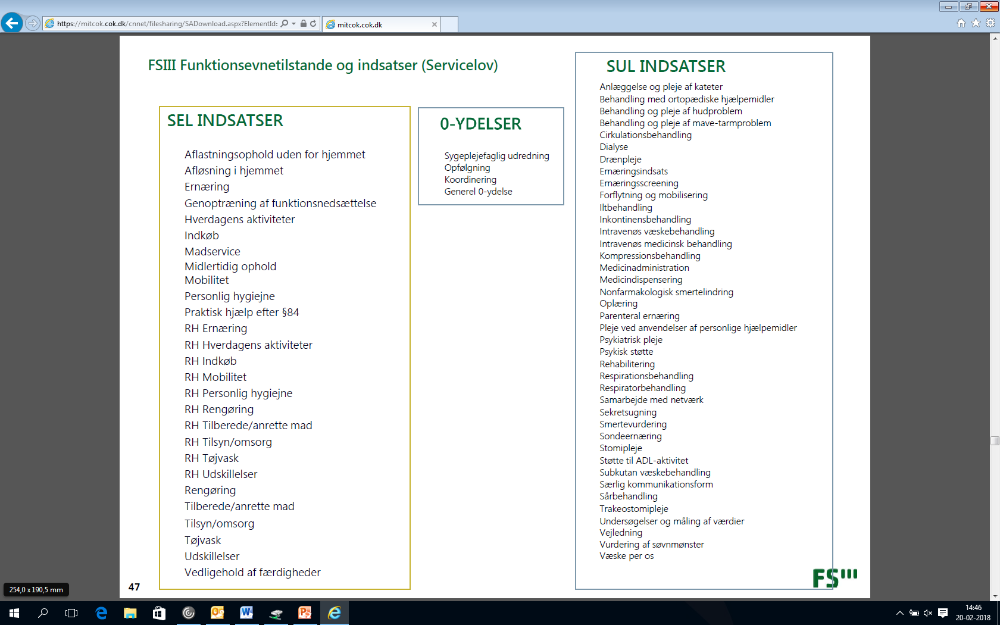 https://mitcok.cok.dk/cnnet/filesharing/SADownload.aspx?ElementId=
mitcok.cok.dk
FSIII Funktionsevnetilstande og indsatser (Servicelov)
SEL INDSATSER
Aflastningsophold uden for hjemmet
Afløsning i hjemmet
Ernæring
Genoptræning af funktionsnedsættelse
Hverdagens aktiviteter
Indkøb
Madservice
Midlertidig ophold
Mobilitet
Personlig hygiejne
Praktisk hjælp efter §84
RH Ernæring
RH Hverdagens aktiviteter
RH Indkøb
RH Mobilitet
RH Personlig hygiejne
RH Rengøring
RH Tilberede/anrette mad
RH Tilsyn/omsorg
RH Tøjvask
RH Udskillelser
Rengøring
Tilberede/anrette mad
Tilsyn/omsorg
Tøjvask
Udskillelser
Vedligehold af færdigheder
0-YDELSER
Sygeplejefaglig udredning
Opfølgning
Koordinering
Generel 0-ydelse
SUL INDSATSER
Anlæggelse og pleje af kateter
Behandling med ortopædiske hjælpemidler
Behandling og pleje af hudproblem
Behandling og pleje af mave-tarmproblem
Cirkulationsbehandling
Dialyse
Drænpleje
Ernæringsindsats
Ernæringsscreening
Forflytning og mobilisering
Iltbehandling
Inkontinensbehandling
Intravenøs væskebehandling
Intravenøs medicinsk behandling
Kompressionsbehandling
Medicinadministration
Medicindispensering
Nonfarmakologisk smertelindring
Oplæring
Parenteral ernæring
Pleje ved anvendelser af personlige hjælpemidler
Psykiatrisk pleje
Psykisk støtte
Rehabilitering
Respirationsbehandling
Respiratorbehandling
Samarbejde med netværk
Sekretsugning
Smertevurdering
Sondeernæring
Stomipleje
Støtte til ADL-aktivitet
Subkutan væskebehandling
Særlig kommunikationsform
Sårbehandling
Trakeostomipleje
Undersøgelser og måling af værdier
Vejledning
Vurdering af søvnmønster
Væske per os
FSIII
47
254,0 x 190,5 mm
14:46
20-02-2018